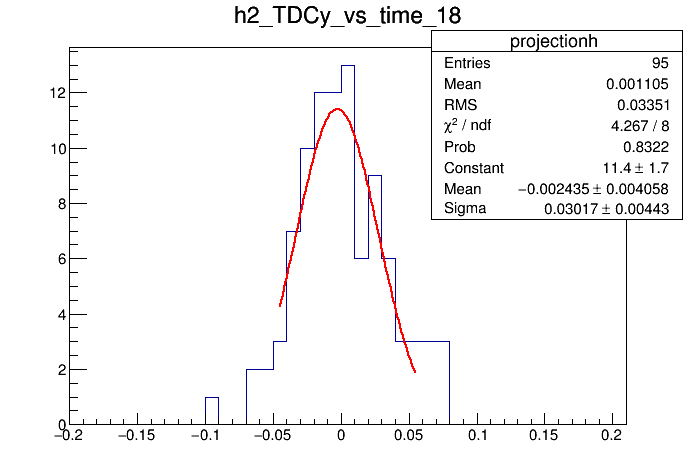 h2_TDCy_vs_time_18
projectionh
Entries 95
Mean 0.001105
RMS 0.03351
χ² / ndf 4.267 / 8
Prob 0.8322
Constant 11.4 ± 1.7
Mean −0.002435 ± 0.004058
Sigma 0.03017 ± 0.00443
12
10
8
6
4
2
0
−0.2 −0.15 −0.1 −0.05 0 0.05 0.1 0.15 0.2